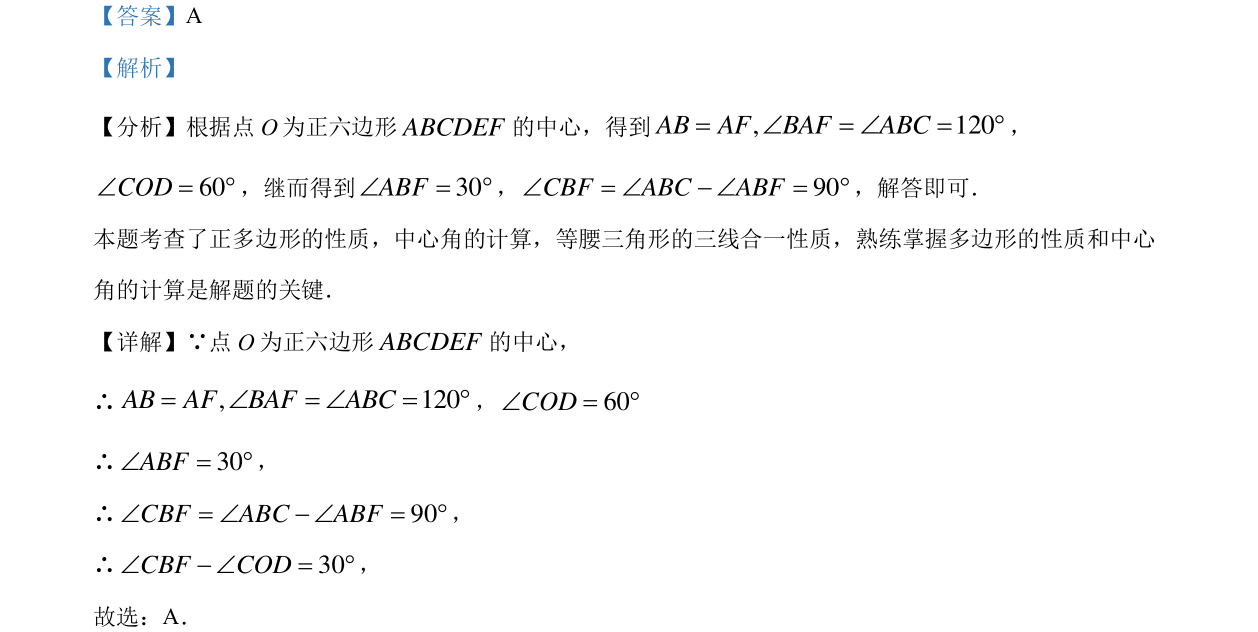 【答案】A
【解析】
【分析】根据点 O 为正六边形 ABCDEF 的中心，得到 AB = AF,∠BAF = ∠ABC = 120°，
∠COD = 60°，继而得到∠ABF = 30°，∠CBF = ∠ABC − ∠ABF = 90°，解答即可．
本题考查了正多边形的性质，中心角的计算，等腰三角形的三线合一性质，熟练掌握多边形的性质和中心
角的计算是解题的关键．
【详解】∵点 O 为正六边形 ABCDEF 的中心，
∴ AB = AF,∠BAF = ∠ABC = 120°，∠COD = 60°
∴ ∠ABF = 30°，
∴ ∠CBF = ∠ABC − ∠ABF = 90°，
∴ ∠CBF − ∠COD = 30°，
故选：A．